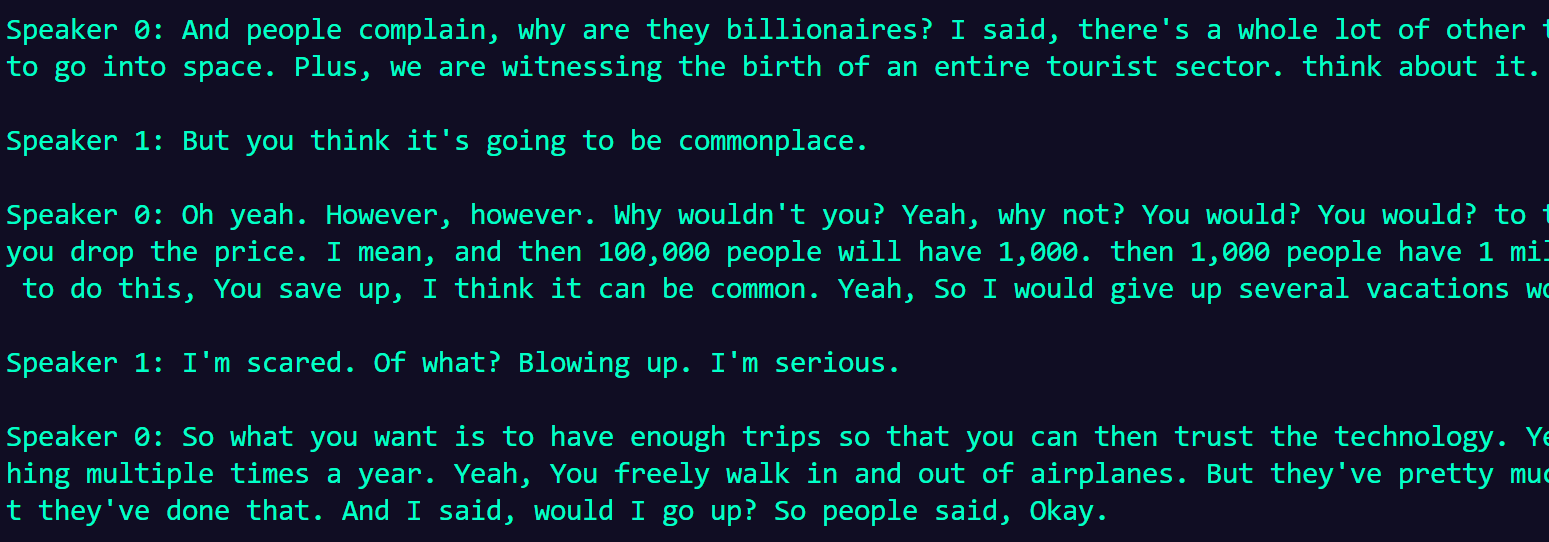 Speaker 0: And people complain, why are they billionaires? I said, there's a whole lot of other
to go into space. Plus, we are witnessing the birth of an entire tourist sector. think about it.
Speaker 1: But you think it's going to be commonplace.
Speaker 0: Oh yeah. However, however. Why wouldn't you? Yeah, why not? You would? You would? to
you drop the price. I mean, and then 100,000 people will have 1,000. then 1,000 people have 1
to do this, You save up, I think it can be common. Yeah, So I would give up several vacations
Speaker 1: I'm scared. Of what? Blowing up. I'm serious.
Speaker 0: So what you want is to have enough trips so that you can then trust the technology.
hing multiple times a year. Yeah, You freely walk in and out of airplanes. But they've pretty
t they've done that. And I said, would I go up? So people said, Okay.